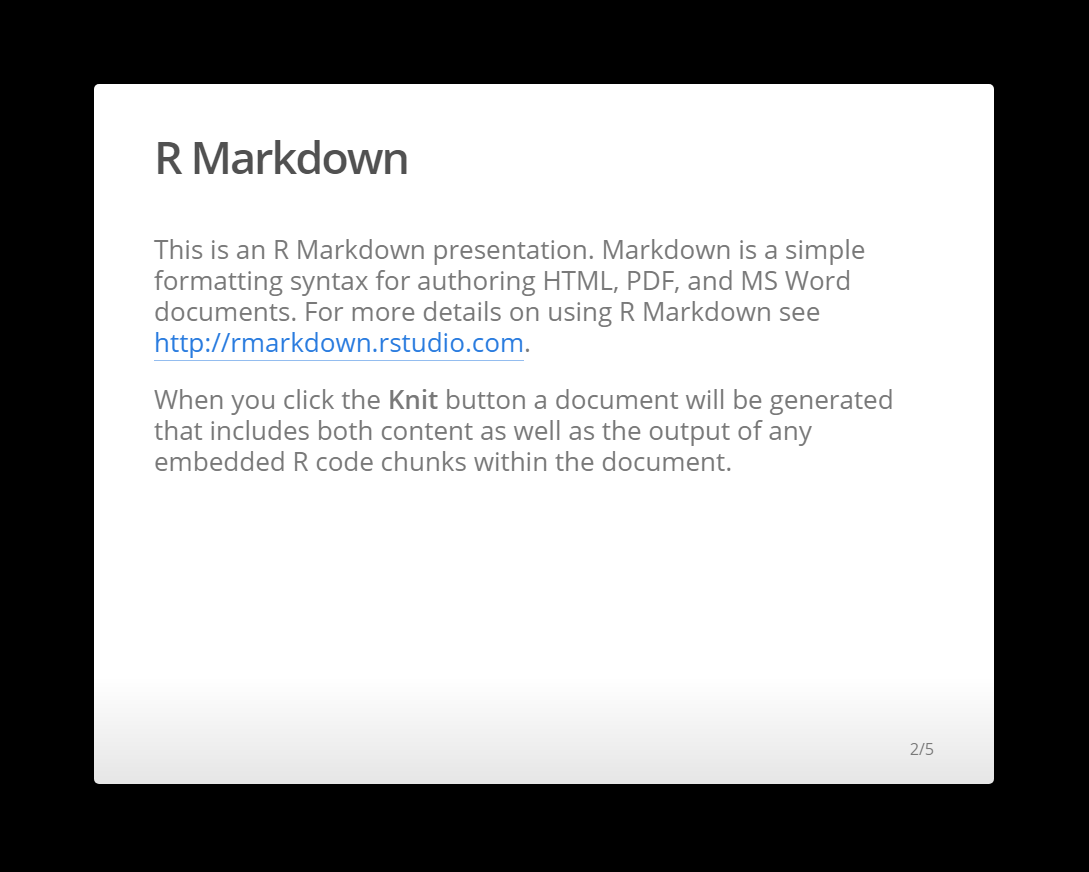 R Markdown
This is an R Markdown presentation. Markdown is a simple
formatting syntax for authoring HTML, PDF, and MS Word
documents. For more details on using R Markdown see
http://rmarkdown.rstudio.com.
When you click the Knit button a document will be generated
that includes both content as well as the output of any
embedded R code chunks within the document.
2/5